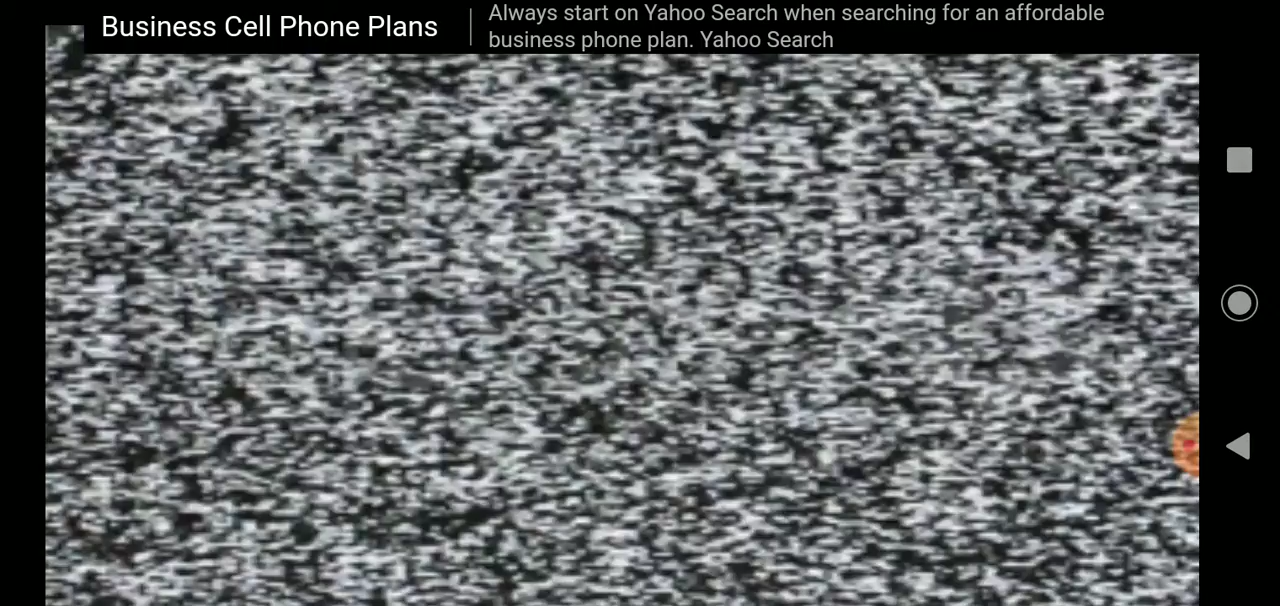 Business Cell Phone Plans
Always start on Yahoo Search when searching for an affordable
business phone plan. Yahoo Search